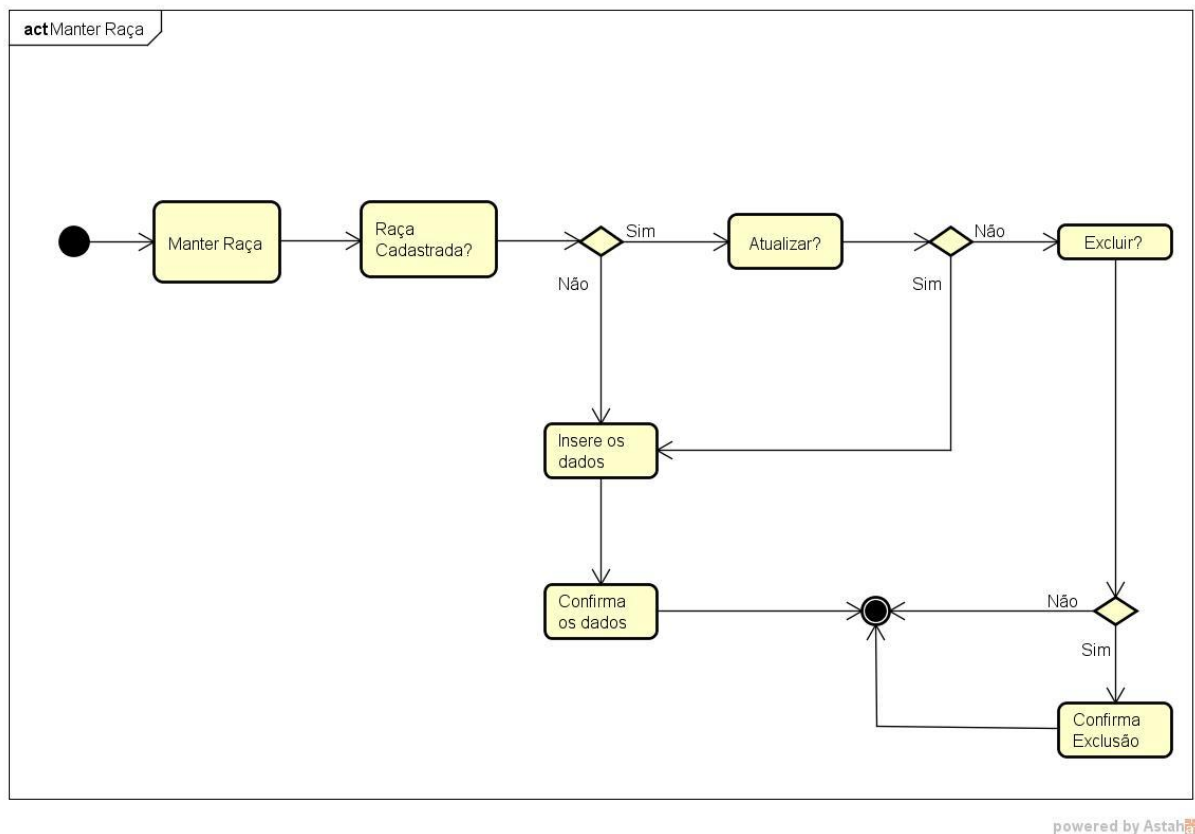 act Manter Raça
Manter Raça
Raça
Cadastrada?
Sim
Não
Atualizar?
Não
Sim
Excluir?
Insere os
dados
Confirma
os dados
Não
Sim
Confirma
Exclusão
powered by Astah